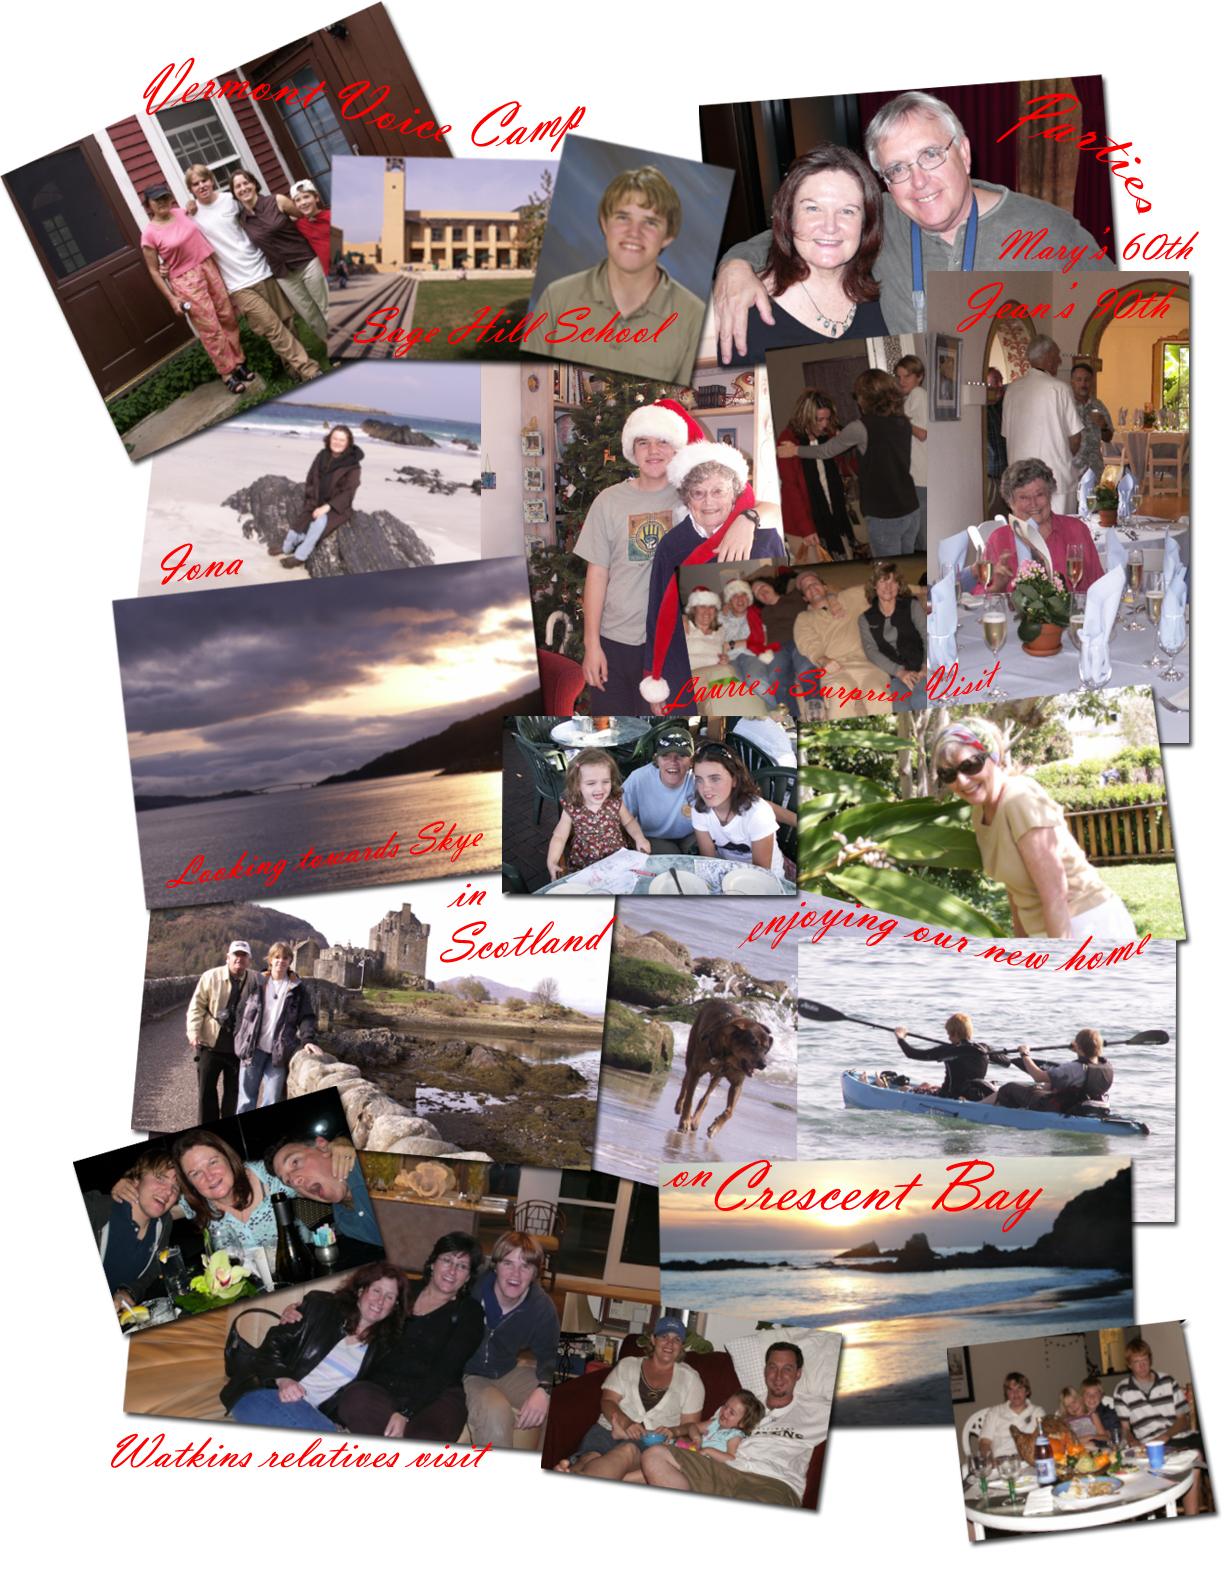 Vermont Voice Camp
Parties
Mary's 60th
Jean's 90th
Sage Hill School
Iona
Laurie's Surprise Visit
Looking towards Skye
in
Scotland
enjoying our new home
on Crescent Bay
Watkins relatives visit